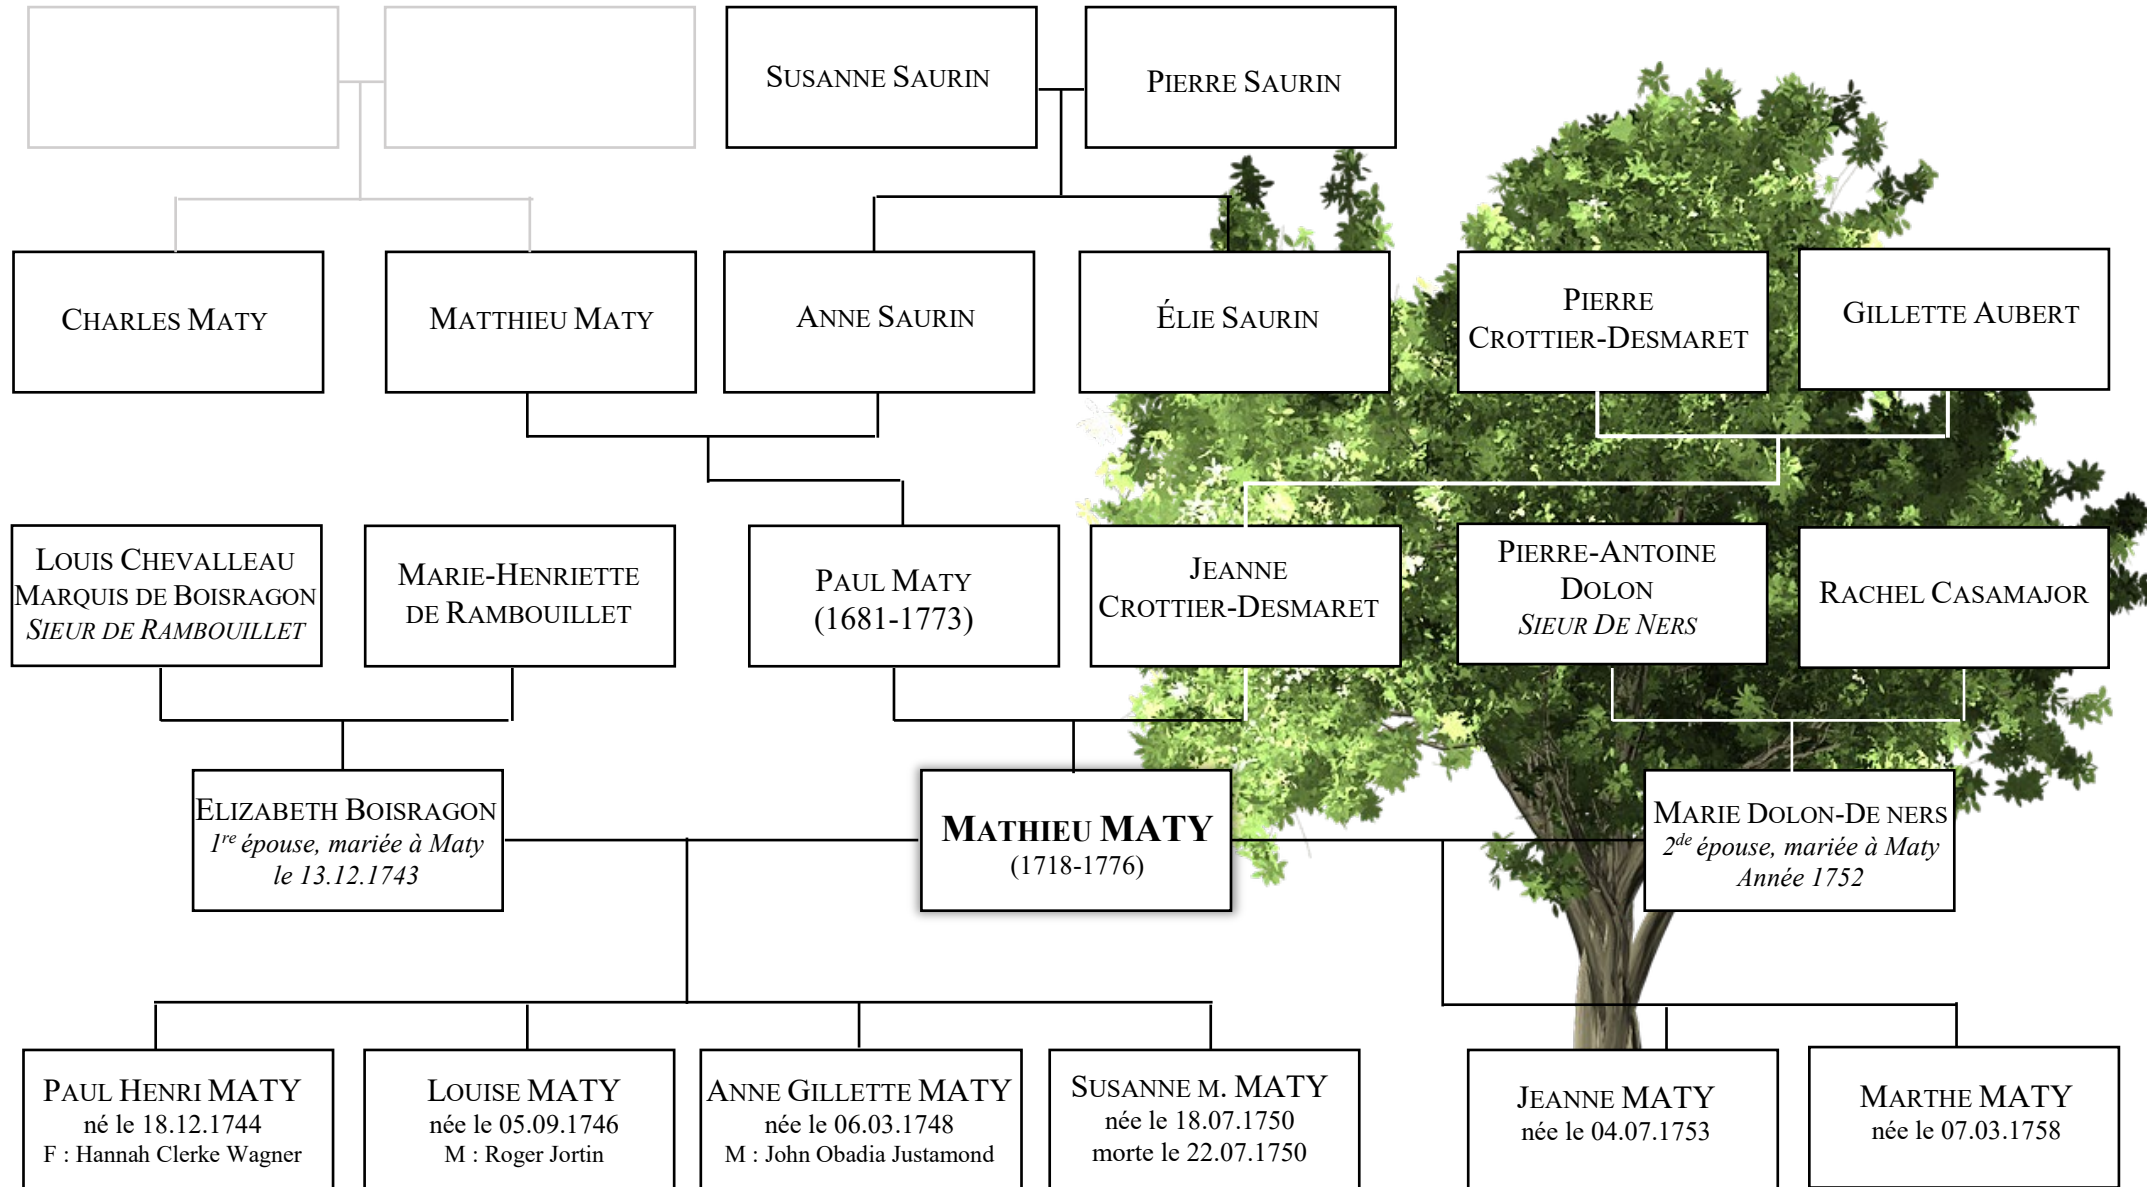 SUSANNE SAURIN
PIERRE SAURIN
CHARLES MATY
MATTHIEU MATY
ANNE SAURIN
ÉLIE SAURIN
PIERRE
CROTTIER-DESMARET
GILLETTE AUBERT
LOUIS CHEVALLEAU
MARQUIS DE BOISRAGON
SIEUR DE RAMBOUILLET
MARIE-HENRIETTE
DE RAMBOUILLET
PAUL MATY
(1681-1773)
JEANNE
CROTTIER-DESMARET
PIERRE-ANTOINE
DOLON
SIEUR DE NERS
RACHEL CASAMAJOR
ELIZABETH BOISRAGON
1re épouse, mariée à Maty
le 13.12.1743
MATHIEU MATY
(1718-1776)
MARIE DOLON-DE NERS
2de épouse, mariée à Maty
Année 1752
PAUL HENRI MATY
né le 18.12.1744
F : Hannah Clerke Wagner
LOUISE MATY
née le 05.09.1746
M : Roger Jortin
ANNE GILLETTE MATY
née le 06.03.1748
M : John Obadia Justamond
SUSANNE M. MATY
née le 18.07.1750
morte le 22.07.1750
JEANNE MATY
née le 04.07.1753
MARTHE MATY
née le 07.03.1758